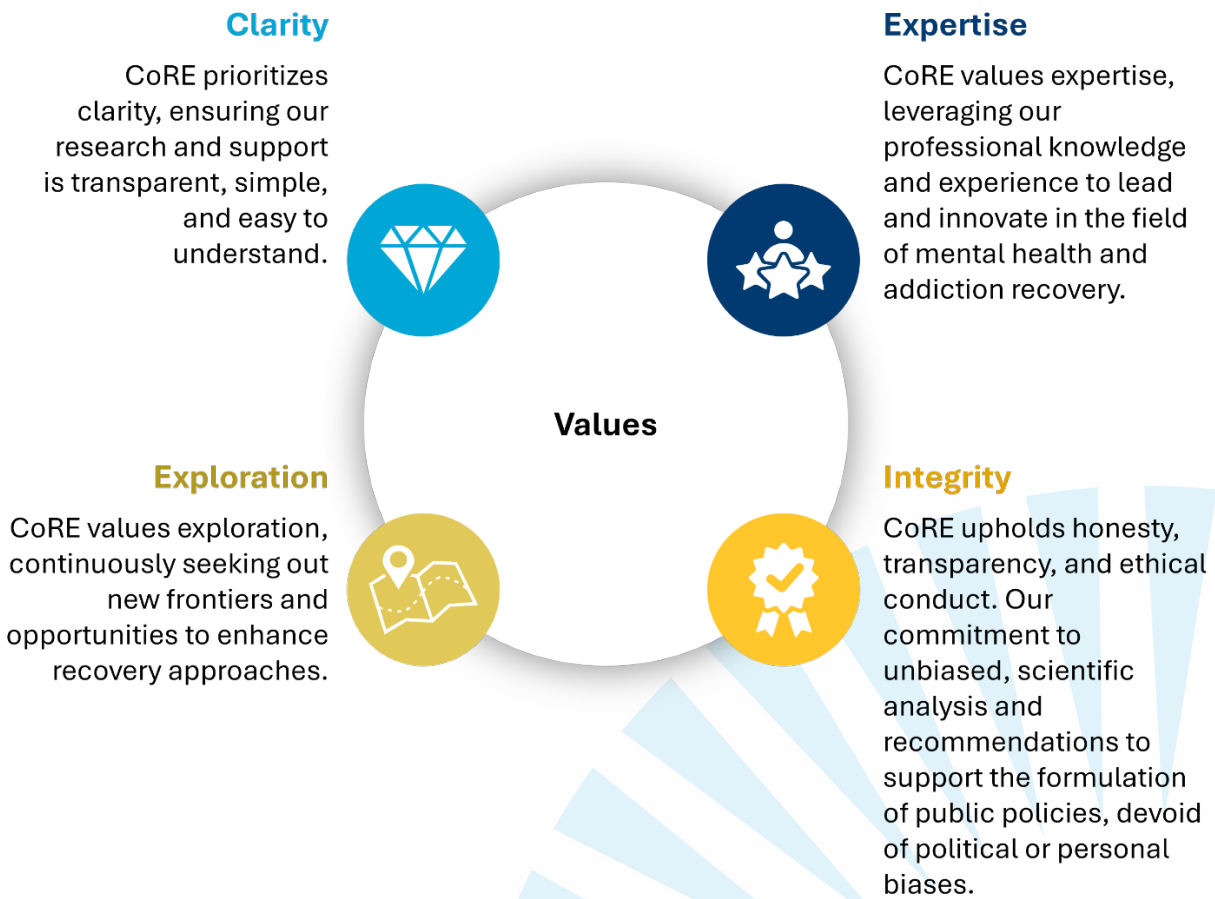 Clarity
CoRE prioritizes
clarity, ensuring our
research and support
is transparent, simple,
and easy to
understand.
Expertise
CoRE values expertise,
leveraging our
professional knowledge
and experience to lead
and innovate in the field
of mental health and
addiction recovery.
Values
Exploration
CoRE values exploration,
continuously seeking out
new frontiers and
opportunities to enhance
recovery approaches.
Integrity
CoRE upholds honesty,
transparency, and ethical
conduct. Our
commitment to
unbiased, scientific
analysis and
recommendations to
support the formulation
of public policies, devoid
of political or personal
biases.